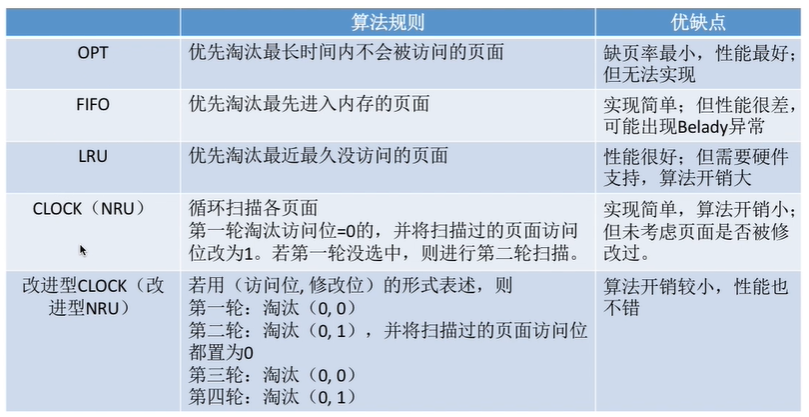 算法规则 优缺点
OPT 优先淘汰最长时间内不会被访问的页面 缺页率最小，性能最好；
但无法实现
FIFO 优先淘汰最先进入内存的页面 实现简单；但性能很差，
可能出现Belady异常
LRU 优先淘汰最近最久没访问的页面 性能很好；但需要硬件
支持，算法开销大
CLOCK（NRU） 循环扫描各页面 实现简单，算法开销小；
第一轮淘汰访问位=0的，并将扫描过的页面访问 但未考虑页面是否被修
位改为1。若第一轮没选中，则进行第二轮扫描。 改过。
改进型CLOCK（改 若用（访问位, 修改位）的形式表述，则 算法开销较小，性能也
进型NRU） 第一轮：淘汰（0, 0） 不错
第二轮：淘汰（0, 1），并将扫描过的页面访问位
都置为0
第三轮：淘汰（0, 0）
第四轮：淘汰（0, 1）